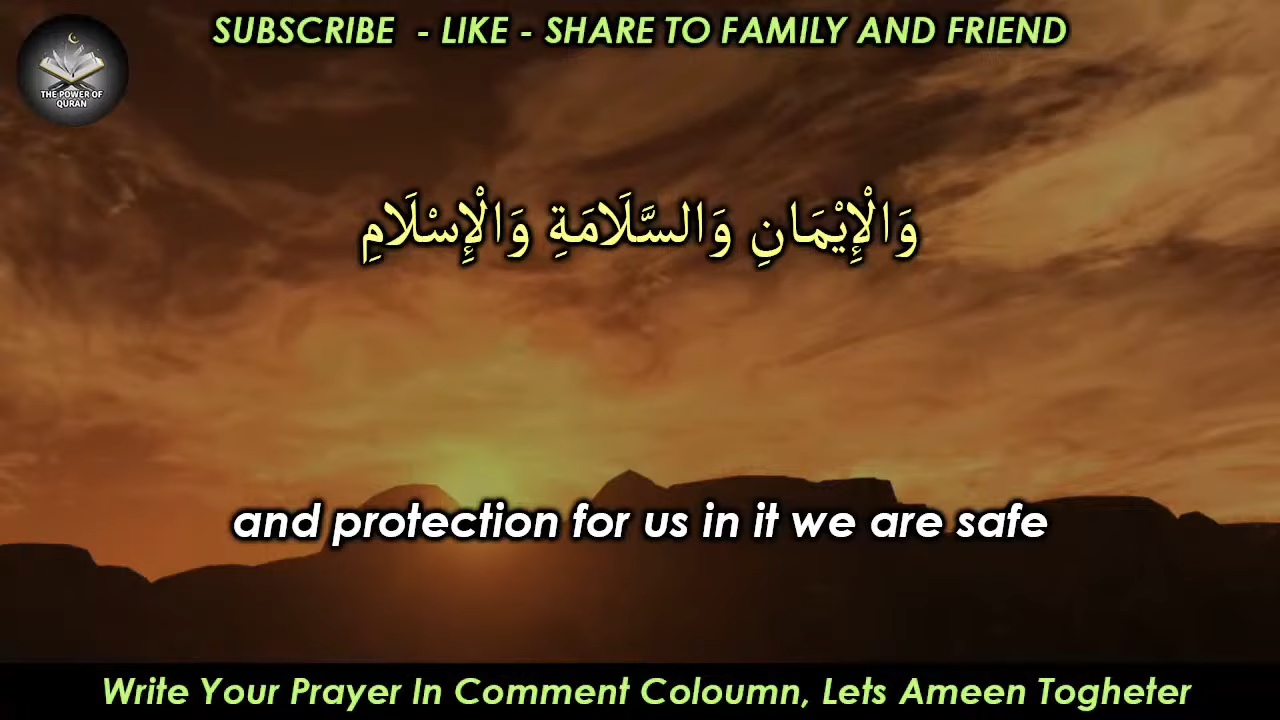 SUBSCRIBE - LIKE - SHARE TO FAMILY AND FRIEND
THE POWER OF
QURAN
وَالْإِيْمَانِ وَالسَّلَامَةِ وَالْإِسْلَامِ
and protection for us in it we are safe
Write Your Prayer In Comment Coloumn, Lets Ameen Togheter